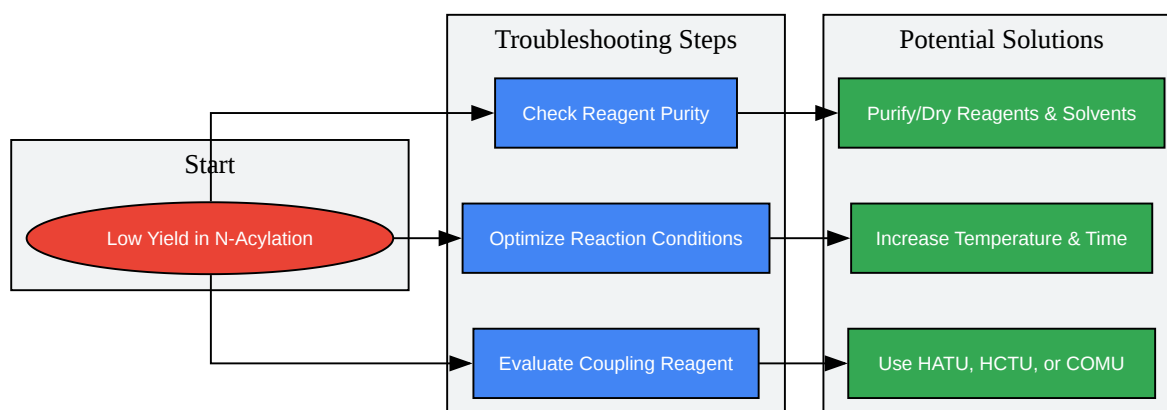 Start
Low Yield in N-Acylation
Troubleshooting Steps
Check Reagent Purity
Optimize Reaction Conditions
Evaluate Coupling Reagent
Potential Solutions
Purify/Dry Reagents & Solvents
Increase Temperature & Time
Use HATU, HCTU, or COMU